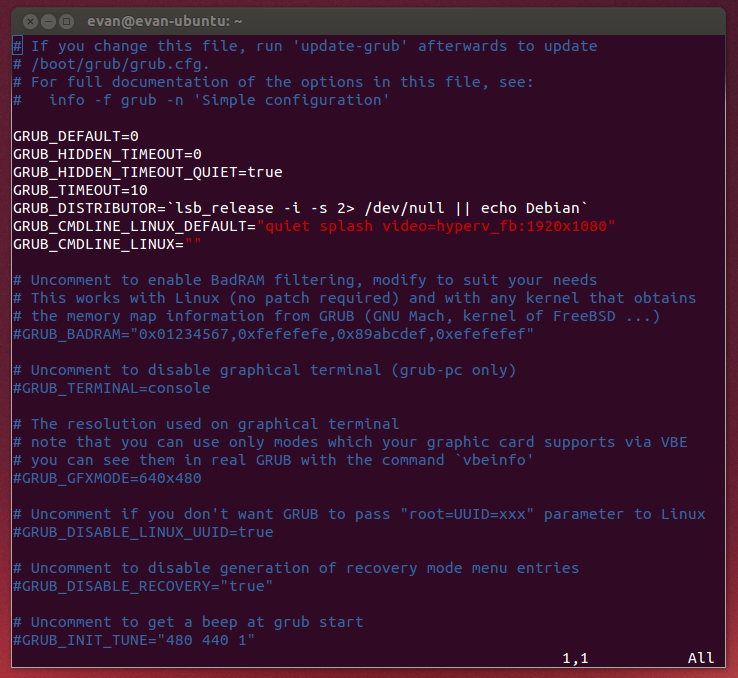 evan@evan-ubuntu: ~
# If you change this file, run 'update-grub' afterwards to update
# /boot/grub/grub.cfg.
# For full documentation of the options in this file, see:
#   info -f grub -n 'Simple configuration'

GRUB_DEFAULT=0
GRUB_HIDDEN_TIMEOUT=0
GRUB_HIDDEN_TIMEOUT_QUIET=true
GRUB_TIMEOUT=10
GRUB_DISTRIBUTOR=`lsb_release -i -s 2> /dev/null || echo Debian`
GRUB_CMDLINE_LINUX_DEFAULT="quiet splash video=hyperv_fb:1920x1080"
GRUB_CMDLINE_LINUX=""

# Uncomment to enable BadRAM filtering, modify to suit your needs
# This works with Linux (no patch required) and with any kernel that obtains
# the memory map information from GRUB (GNU Mach, kernel of FreeBSD ...)
#GRUB_BADRAM="0x01234567,0xfefefefe,0x89abcdef,0xefefefef"

# Uncomment to disable graphical terminal (grub-pc only)
#GRUB_TERMINAL=console

# The resolution used on graphical terminal
# note that you can use only modes which your graphic card supports via VBE
# you can see them in real GRUB with the command `vbeinfo'
#GRUB_GFXMODE=640x480

# Uncomment if you don't want GRUB to pass "root=UUID=xxx" parameter to Linux
#GRUB_DISABLE_LINUX_UUID=true

# Uncomment to disable generation of recovery mode menu entries
#GRUB_DISABLE_RECOVERY="true"

# Uncomment to get a beep at grub start
#GRUB_INIT_TUNE="480 440 1"
1,1 All